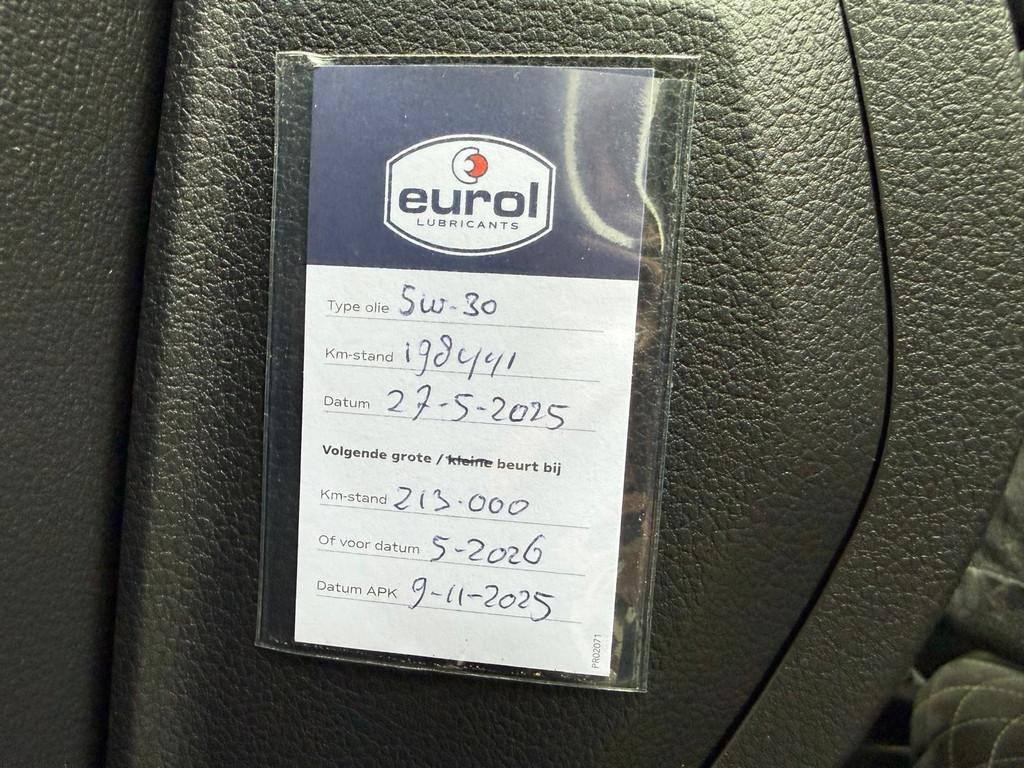 eurol
LUBRICANTS
Type olie 5w-30
Km-stand 198441
Datum 27-5-2025
Volgende grote / kleine beurt bij
Km-stand 213.000
Of voor datum 5-2026
Datum APK 9-11-2025
PR02071